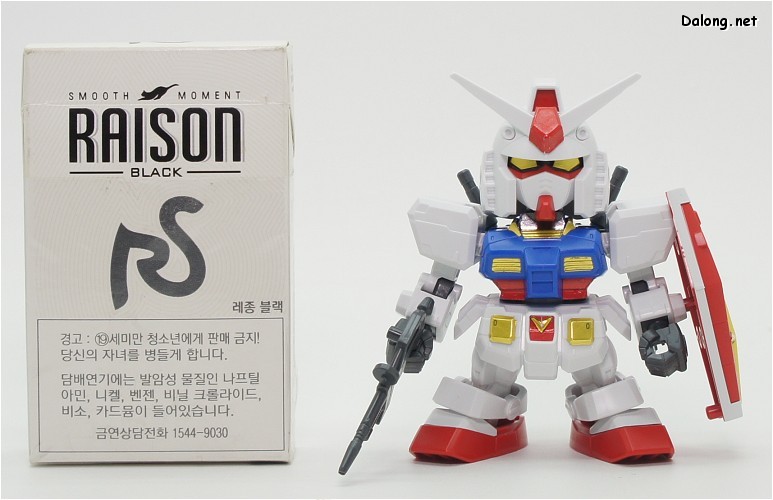 Dalong.net
SMOOTH MOMENT
RAISON
BLACK
RS
레종 블랙
경고 : ⑲세미만 청소년에게 판매 금지!
당신의 자녀를 병들게 합니다.
담배연기에는 발암성 물질인 나프틸
아민, 니켈, 벤젠, 비닐 크롤라이드,
비소, 카드뮴이 들어있습니다.
금연상담전화 1544-9030